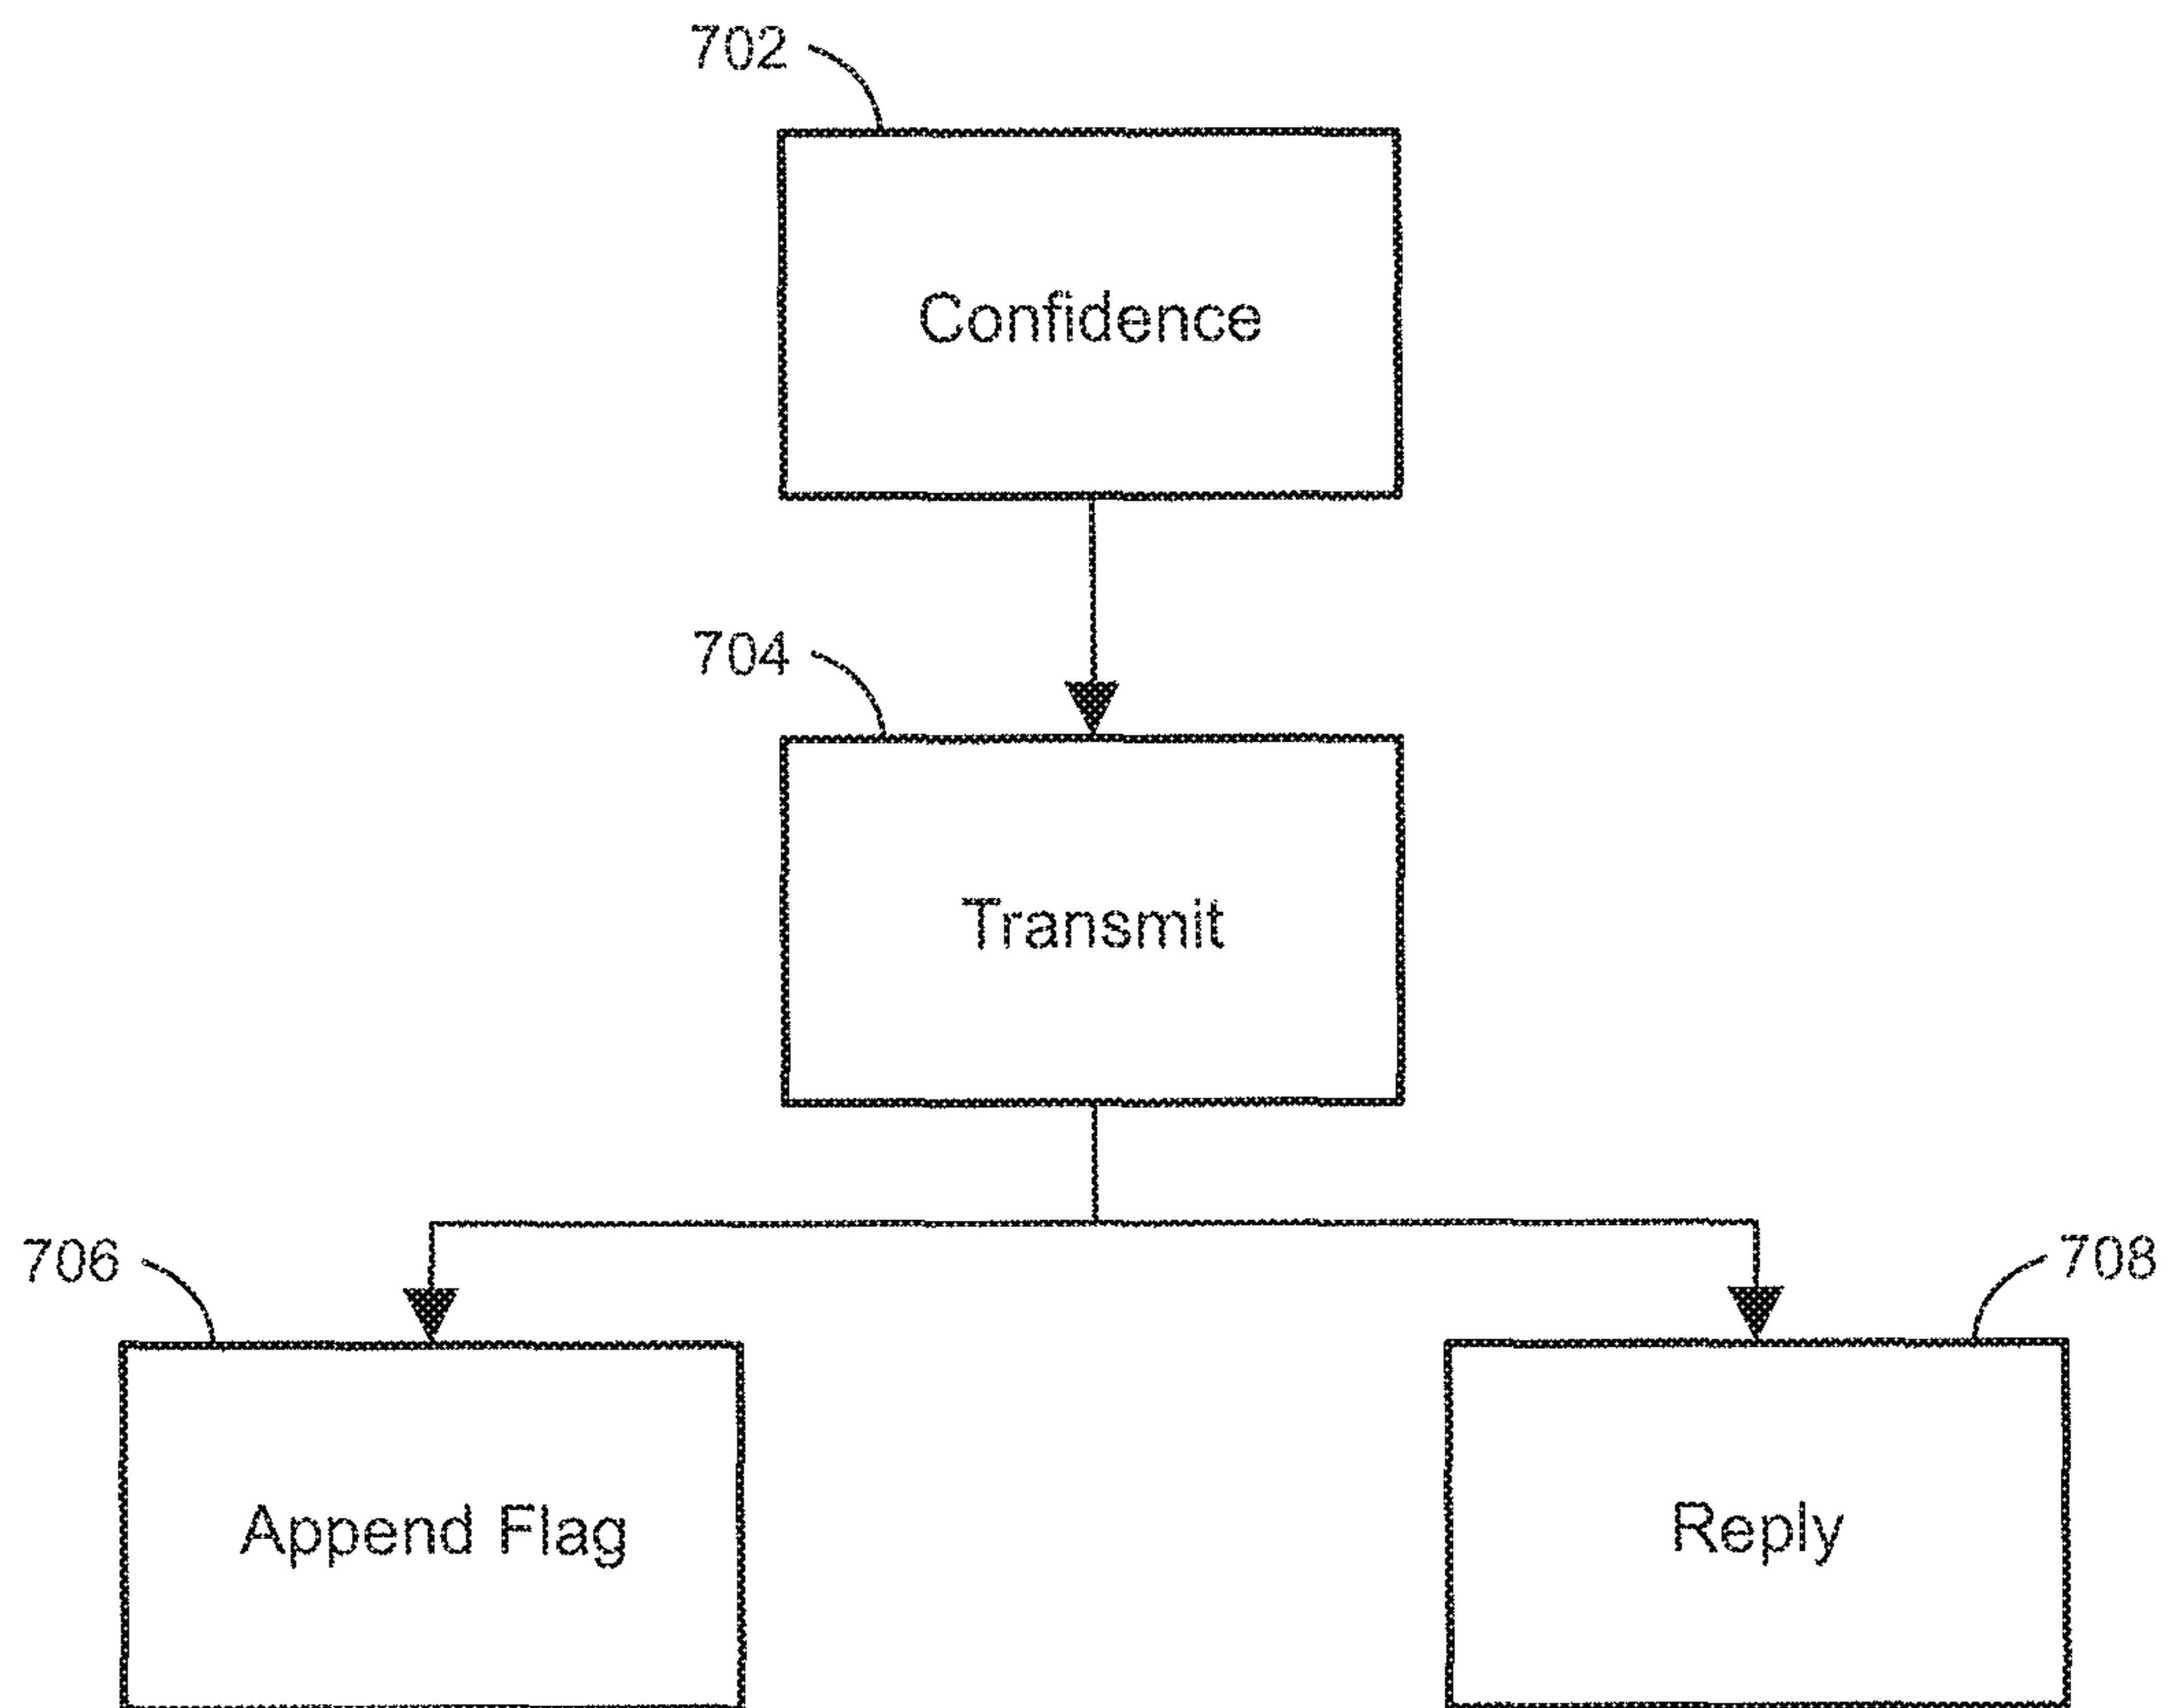 702
Confidence
704
Transmit
706
708
Append Flag
Reply